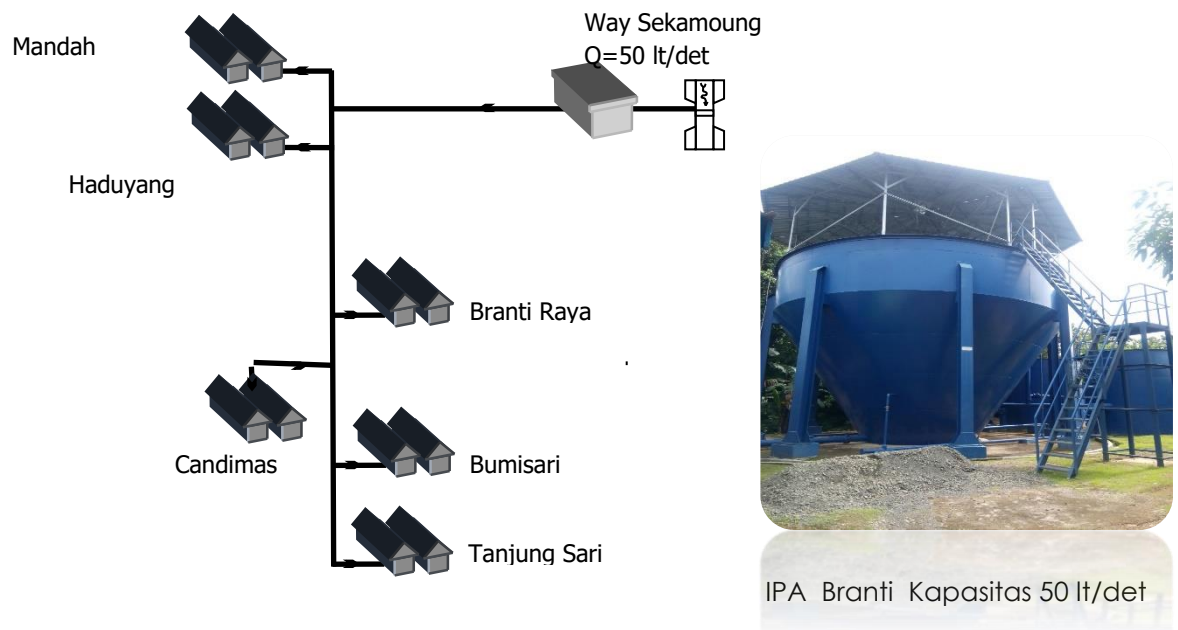 Way Sekamoung
Q=50 lt/det
Mandah
Haduyang
Branti Raya
Candimas
Bumisari
Tanjung Sari
IPA Branti Kapasitas 50 lt/det